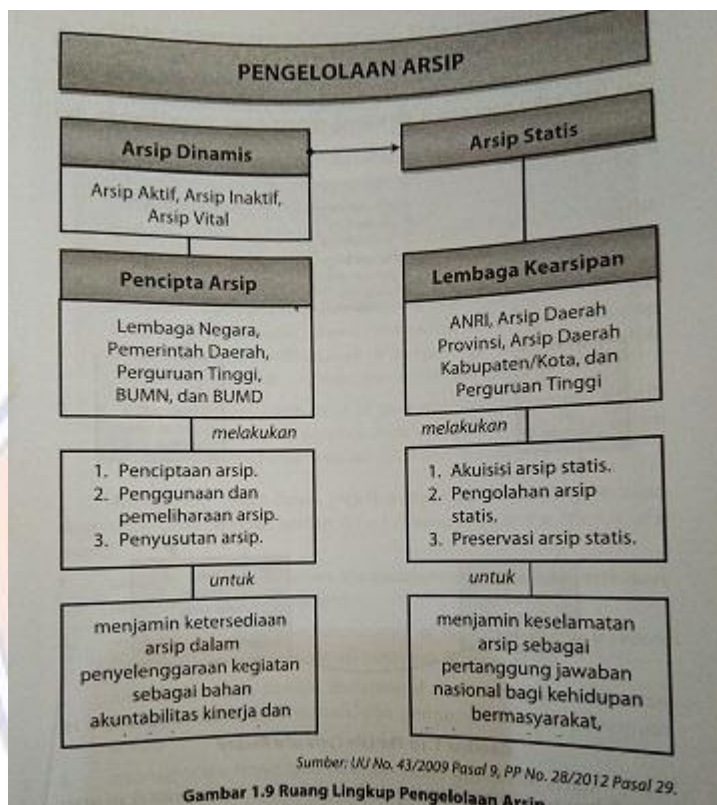 PENGELOLAAN ARSIP
Arsip Dinamis
Arsip Aktif, Arsip Inaktif,
Arsip Vital
Pencipta Arsip
Lembaga Negara,
Pemerintah Daerah,
Perguruan Tinggi,
BUMN, dan BUMD
melakukan
1. Penciptaan arsip.
2. Penggunaan dan
pemeliharaan arsip.
3. Penyusutan arsip.
untuk
menjamin ketersediaan
arsip dalam
penyelenggaraan kegiatan
sebagai bahan
akuntabilitas kinerja dan
Arsip Statis
Lembaga Kearsipan
ANRI, Arsip Daerah
Provinsi, Arsip Daerah
Kabupaten/Kota, dan
Perguruan Tinggi
melakukan
1. Akuisisi arsip statis.
2. Pengolahan arsip
statis.
3. Preservasi arsip statis.
untuk
menjamin keselamatan
arsip sebagai
pertanggung jawaban
nasional bagi kehidupan
bermasyarakat,
Sumber: UU No. 43/2009 Pasal 9, PP No. 28/2012 Pasal 29.
Gambar 1.9 Ruang Lingkup Pengelolaan Arsip